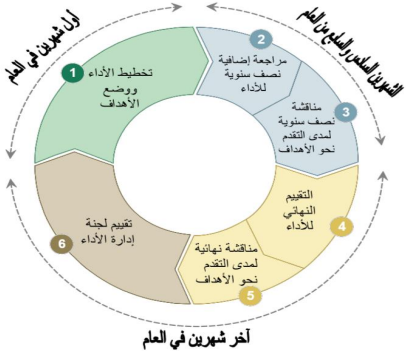 أول شهرين في العام
1
تخطيط الأداء
ووضع
الأهداف
2
مراجعة إضافية
نصف سنوية
للأداء
الشهرين السادس والسابع من العام
3
مناقشة
نصف سنوية
لمدى التقدم
نحو الأهداف
التقييم
النهائي
للأداء
4
مناقشة نهائية
لمدى التقدم
نحو الأهداف
5
تقييم لجنة
إدارة الأداء
6
آخر شهرين في العام